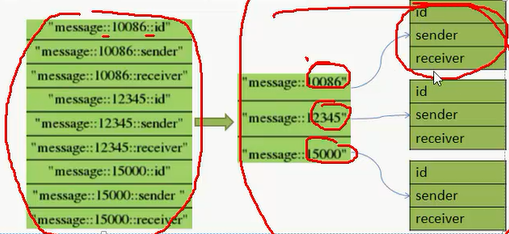 "message::10086::id"
"message::10086::sender"
"message::10086::receiver"
"message::12345::id"
"message::12345::sender"
"message::12345::receiver"
"message::15000::id"
"message::15000::sender "
"message::15000::receiver"
"message::10086"
"message::12345"
"message::15000"
id
sender
receiver
id
sender
receiver
id
sender
receiver